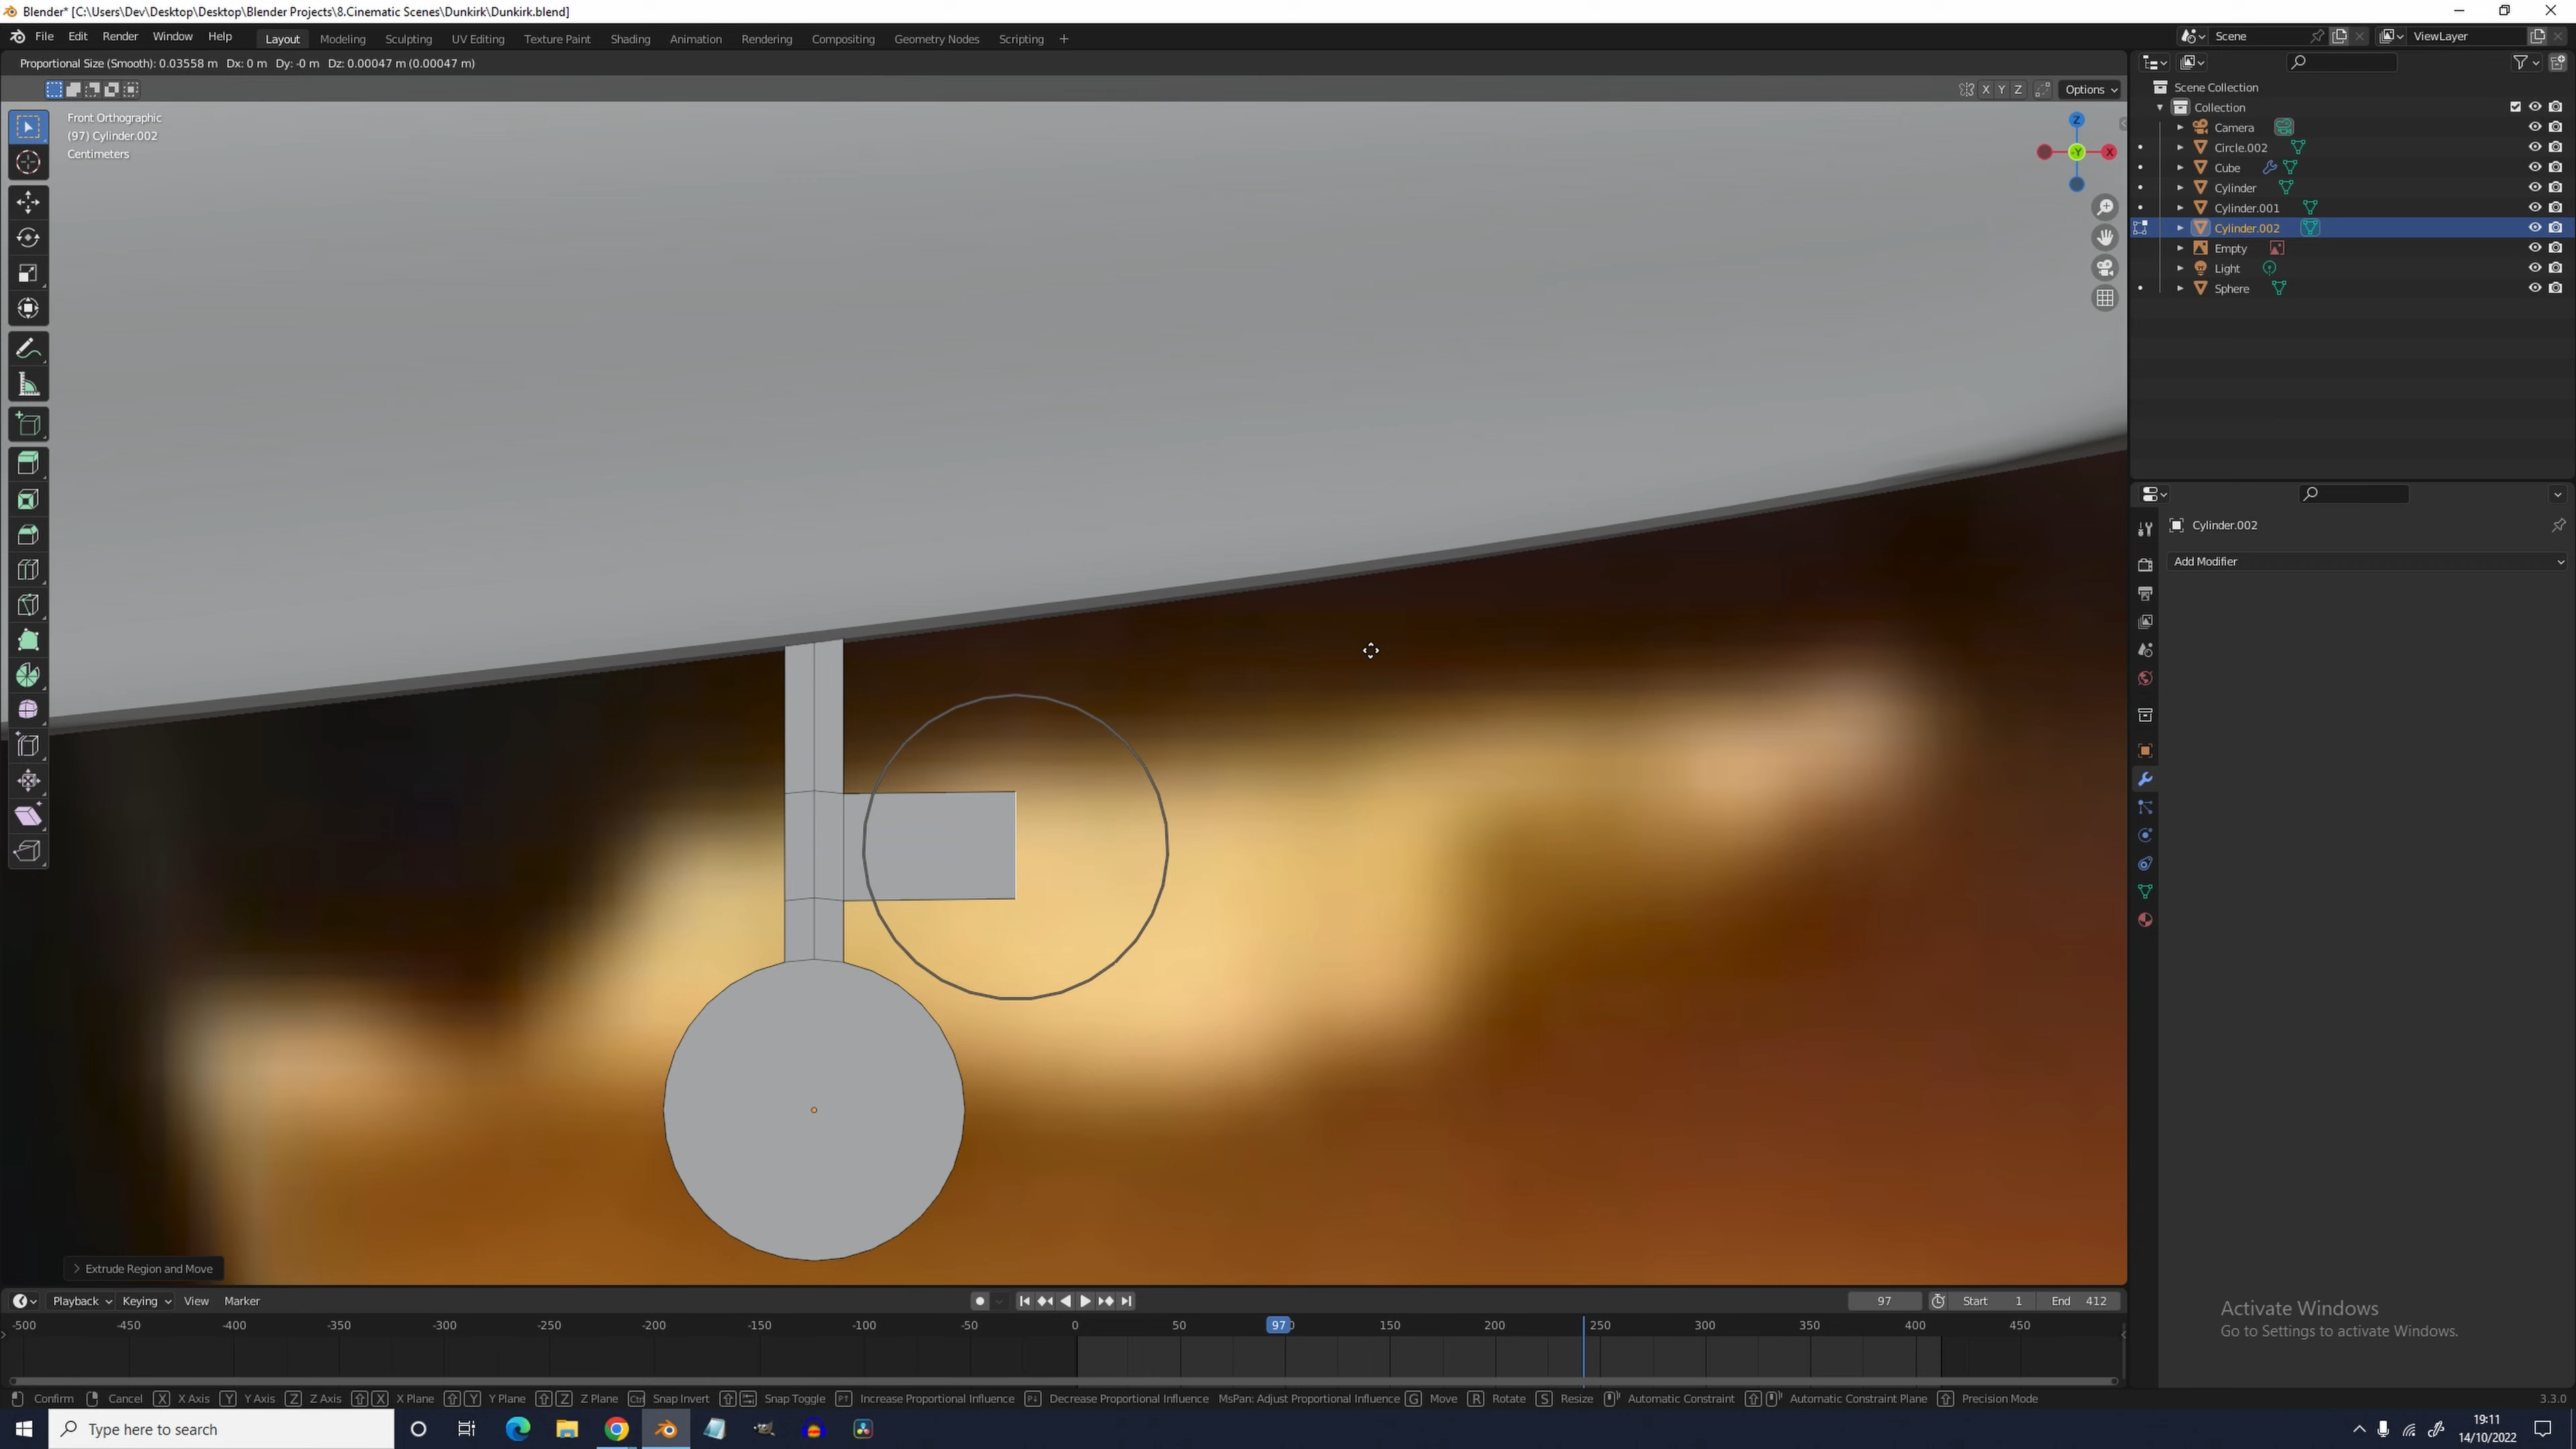 Blender* [C:\Users\Dev\Desktop\Desktop\Blender Projects\8.Cinematic Scenes\Dunkirk\Dunkirk.blend]
File Edit Render Window Help Layout Modeling Sculpting UV Editing Texture Paint Shading Animation Rendering Compositing Geometry Nodes Scripting + Scene ViewLayer
Proportional Size (Smooth): 0.03558 m Dx: 0 m Dy: -0 m Dz: 0.00047 m (0.00047 m)
X Y Z Options
Front Orthographic
(97) Cylinder.002
Centimeters
Z
Y
X
Scene Collection
Collection
Camera
Circle.002
Cube
Cylinder
Cylinder.001
Cylinder.002
Empty
Light
Sphere
Cylinder.002
Add Modifier
Extrude Region and Move
Playback Keying View Marker 97 Start 1 End 412
-500 -450 -400 -350 -300 -250 -200 -150 -100 -50 0 50 97 150 200 250 300 350 400 450
Activate Windows
Go to Settings to activate Windows.
Confirm Cancel X X Axis Y Y Axis Z Z Axis X X Plane Y Y Plane Z Z Plane Ctrl Snap Invert Snap Toggle Increase Proportional Influence Decrease Proportional Influence MsPan: Adjust Proportional Influence G Move R Rotate S Resize Automatic Constraint Automatic Constraint Plane Precision Mode 3.3.0
Type here to search
19:11
14/10/2022